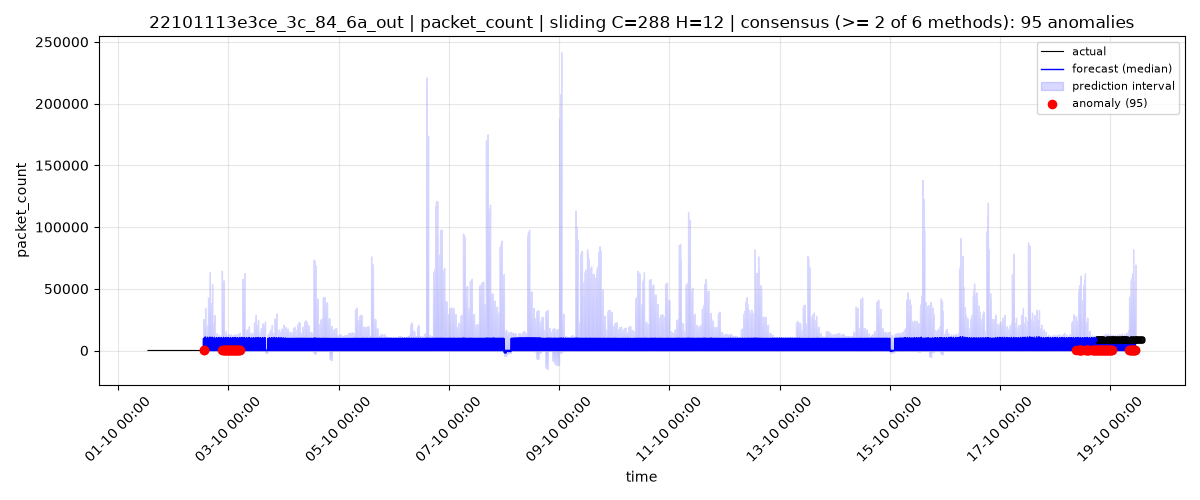 22101113e3ce_3c_84_6a_out | packet_count | sliding C=288 H=12 | consensus (>= 2 of 6 methods): 95 anomalies
250000
200000
150000
100000
50000
0
packet_count
actual
forecast (median)
prediction interval
anomaly (95)
01-10 00:00
03-10 00:00
05-10 00:00
07-10 00:00
09-10 00:00
11-10 00:00
13-10 00:00
15-10 00:00
17-10 00:00
19-10 00:00
time